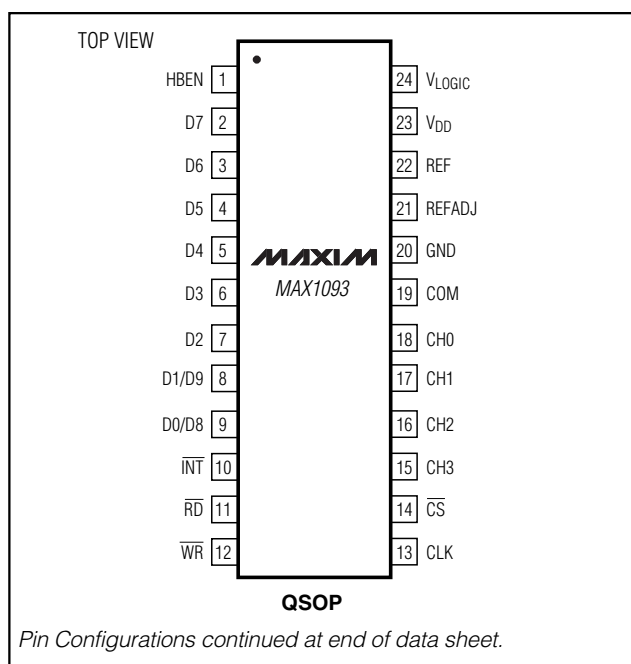 TOP VIEW
HBEN 1
D7 2
D6 3
D5 4
D4 5
D3 6
D2 7
D1/D9 8
D0/D8 9
INT 10
RD 11
WR 12
MAXIM
MAX1093
24 VLOGIC
23 VDD
22 REF
21 REFADJ
20 GND
19 COM
18 CH0
17 CH1
16 CH2
15 CH3
14 CS
13 CLK
QSOP
Pin Configurations continued at end of data sheet.